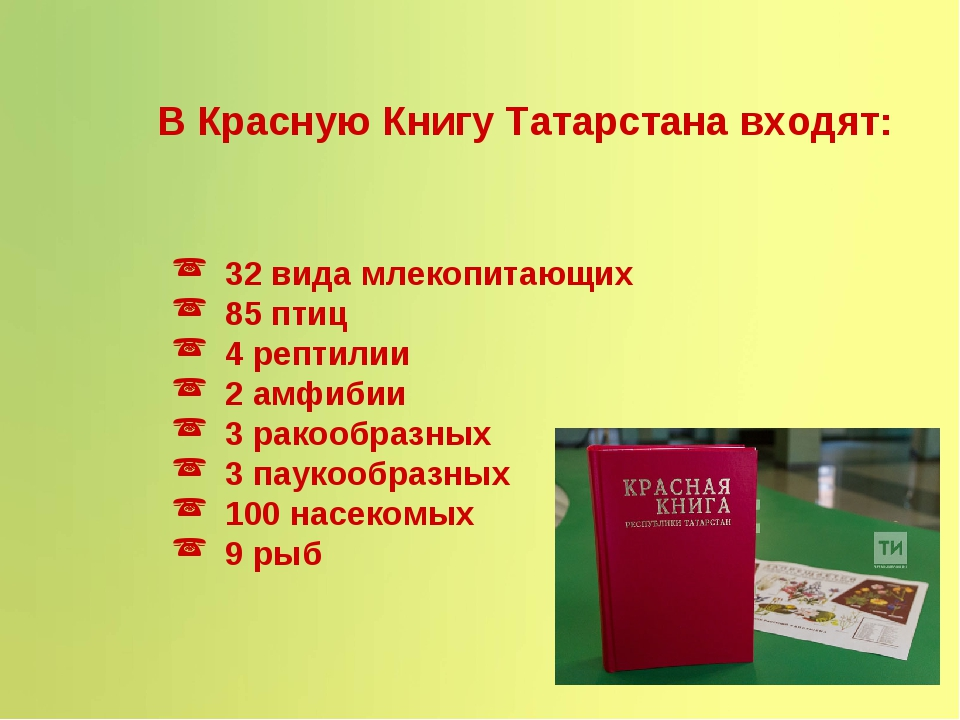 В Красную Книгу Татарстана входят:
32 вида млекопитающих
85 птиц
4 рептилии
2 амфибии
3 ракообразных
3 паукообразных
100 насекомых
9 рыб
КРАСНАЯ
КНИГА
РЕСПУБЛИКИ ТАТАРСТАН
ТИ